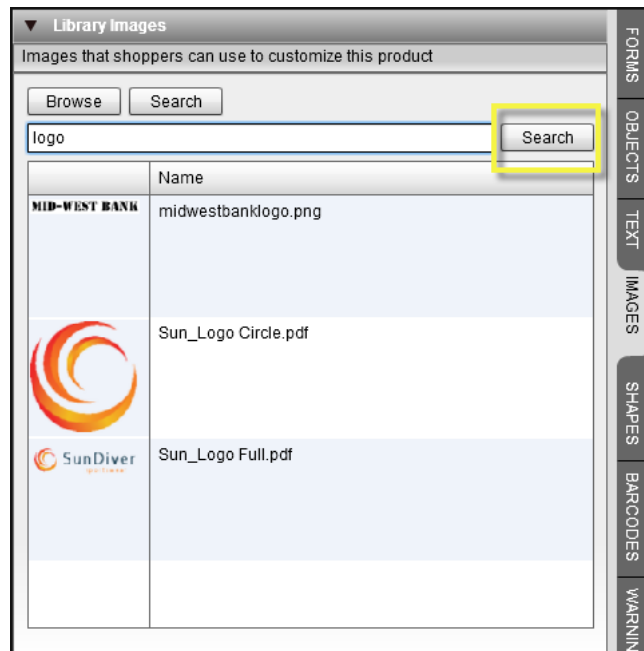 Library Images
Images that shoppers can use to customize this product
Browse
Search
logo
Search
Name
MID-WEST BANK
midwestbanklogo.png
Sun_Logo Circle.pdf
SunDiver
Sun_Logo Full.pdf
FORMS
OBJECTS
TEXT
IMAGES
SHAPES
BARCODES
WARNIN